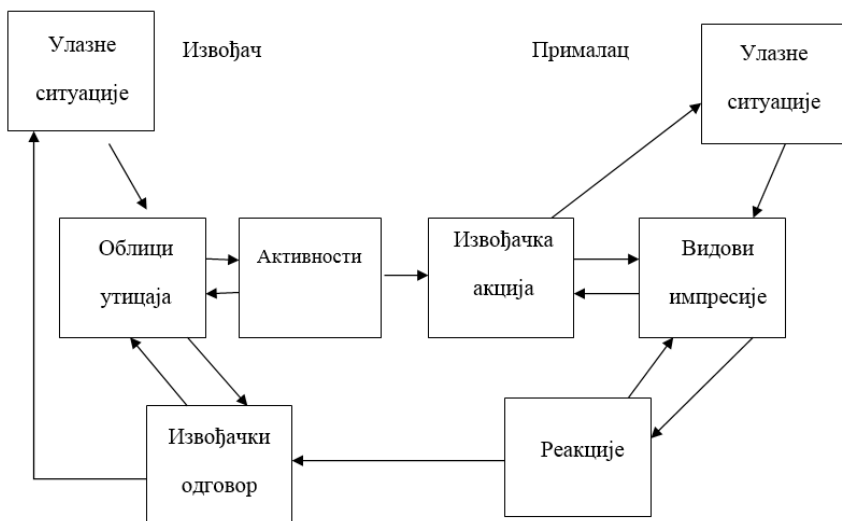 Улазне
ситуације
Извођач
Прималац
Улазне
ситуације
Облици
утицаја
Активности
Извођачка
акција
Видови
импресије
Извођачки
одговор
Реакције